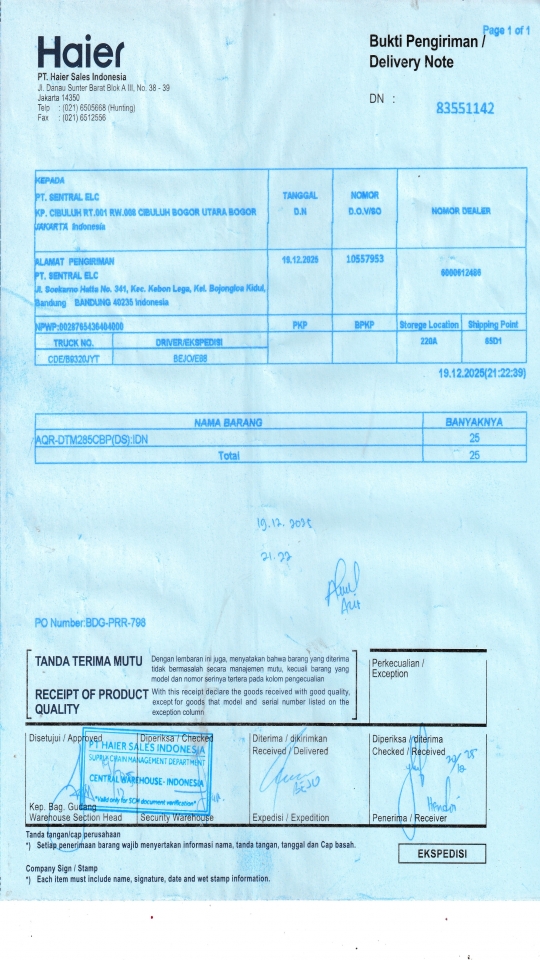 Page 1 of 1
Haier
Bukti Pengiriman /
Delivery Note
PT. Haier Sales Indonesia
Jl. Danau Sunter Barat Blok A III, No. 38 - 39
Jakarta 14350
Telp : (021) 6505668 (Hunting)
Fax : (021) 6512556
DN : 83551142
KEPADA
PT. SENTRAL ELC
KP. CIBULUH RT.001 RW.008 CIBULUH BOGOR UTARA BOGOR
JAKARTA Indonesia
TANGGAL
D.N
NOMOR
D.O.V/SO
NOMOR DEALER
ALAMAT PENGIRIMAN
PT. SENTRAL ELC
Jl. Soekarno Hatta No. 341, Kec. Kebon Lega, Kel. Bojongloa Kidul,
Bandung BANDUNG 40235 Indonesia
19.12.2025
10557953
6000612486
NPWP:0028765436404000
PKP
BPKP
Storege Location
Shipping Point
TRUCK NO.
DRIVER/EKSPEDISI
220A
65D1
CDE/B9320JYT
BEJO/E98
19.12.2025(21:22:39)
NAMA BARANG
BANYAKNYA
AQR-DTM285CBP(DS):IDN
25
Total
25
19.12.2025
21.22
PO Number:BDG-PRR-798
TANDA TERIMA MUTU
Dengan lembaran ini juga, menyatakan bahwa barang yang diterima
tidak bermasalah secara manajemen mutu, kecuali barang yang
model dan nomor serinya tertera pada kolom pengecualian
RECEIPT OF PRODUCT
QUALITY
With this receipt declare the goods received with good quality,
except for goods that model and serial number listed on the
exception column
Perkecualian /
Exception
Disetujui / Approved
Diperiksa / Checked
Diterima / dikirimkan
Received / Delivered
Diperiksa / diterima
Checked / Received
PT HAIER SALES INDONESIA
SUPPLY CHAIN MANAGEMENT DEPARTMENT
CENTRAL WAREHOUSE- INDONESIA
*Valid only for SCM document verification*
BEJO
Hendri
Kep. Bag. Gudang
Warehouse Section Head
Security Warehouse
Expedisi / Expedition
Penerima / Receiver
Tanda tangan/cap perusahaan
*) Setiap penerimaan barang wajib menyertakan informasi nama, tanda tangan, tanggal dan Cap basah.
EKSPEDISI
Company Sign / Stamp
*) Each item must include name, signature, date and wet stamp information.